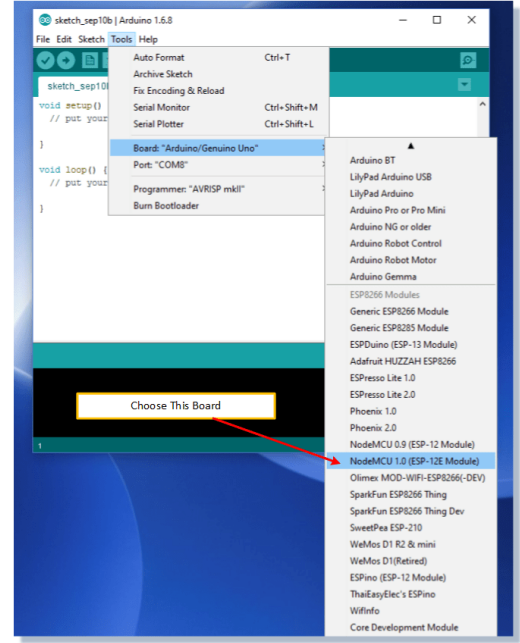 sketch_sep10b | Arduino 1.6.8
File Edit Sketch Tools Help
sketch_sep10
void setup()
// put your
}
void loop() {
// put your
}
Auto Format Ctrl+T
Archive Sketch
Fix Encoding & Reload
Serial Monitor Ctrl+Shift+M
Serial Plotter Ctrl+Shift+L
Board: "Arduino/Genuino Uno"
Port: "COM8"
Programmer: "AVRISP mkII"
Burn Bootloader
Arduino BT
LilyPad Arduino USB
LilyPad Arduino
Arduino Pro or Pro Mini
Arduino NG or older
Arduino Robot Control
Arduino Robot Motor
Arduino Gemma
ESP8266 Modules
Generic ESP8266 Module
Generic ESP8285 Module
ESPDuino (ESP-13 Module)
Adafruit HUZZAH ESP8266
ESPresso Lite 1.0
ESPresso Lite 2.0
Phoenix 1.0
Phoenix 2.0
NodeMCU 0.9 (ESP-12 Module)
NodeMCU 1.0 (ESP-12E Module)
Olimex MOD-WIFI-ESP8266(-DEV)
SparkFun ESP8266 Thing
SparkFun ESP8266 Thing Dev
SweetPea ESP-210
WeMos D1 R2 & mini
WeMos D1(Retired)
ESPino (ESP-12 Module)
ThaiEasyElec's ESPino
WifInfo
Core Development Module
Choose This Board
1